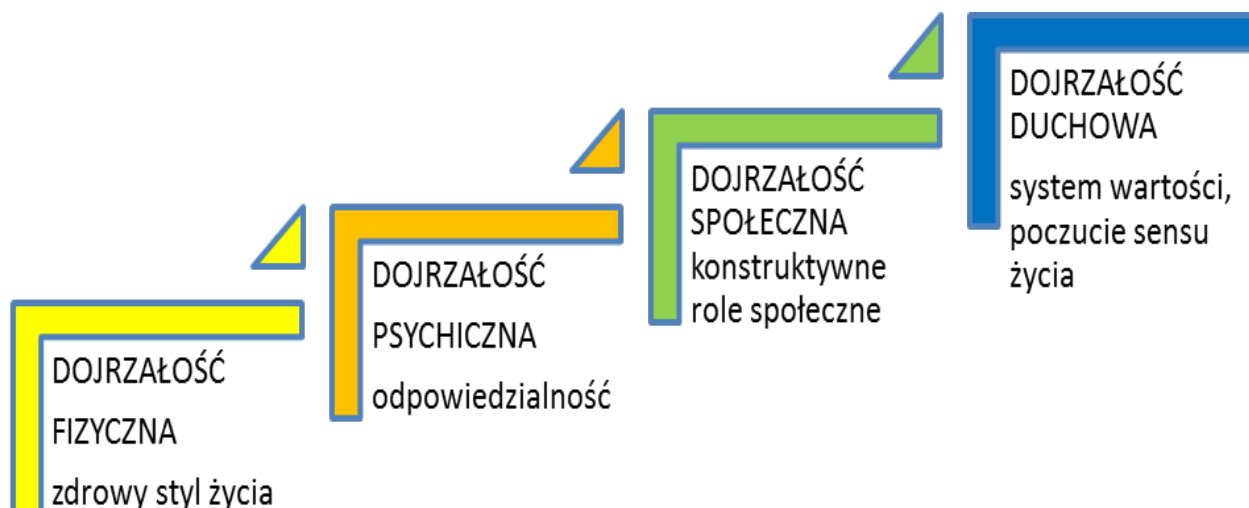 DOJRZAŁOŚĆ
FIZYCZNA
zdrowy styl życia
DOJRZAŁOŚĆ
PSYCHICZNA
odpowiedzialność
DOJRZAŁOŚĆ
SPOŁECZNA
konstruktywne
role społeczne
DOJRZAŁOŚĆ
DUCHOWA
system wartości,
poczucie sensu
życia